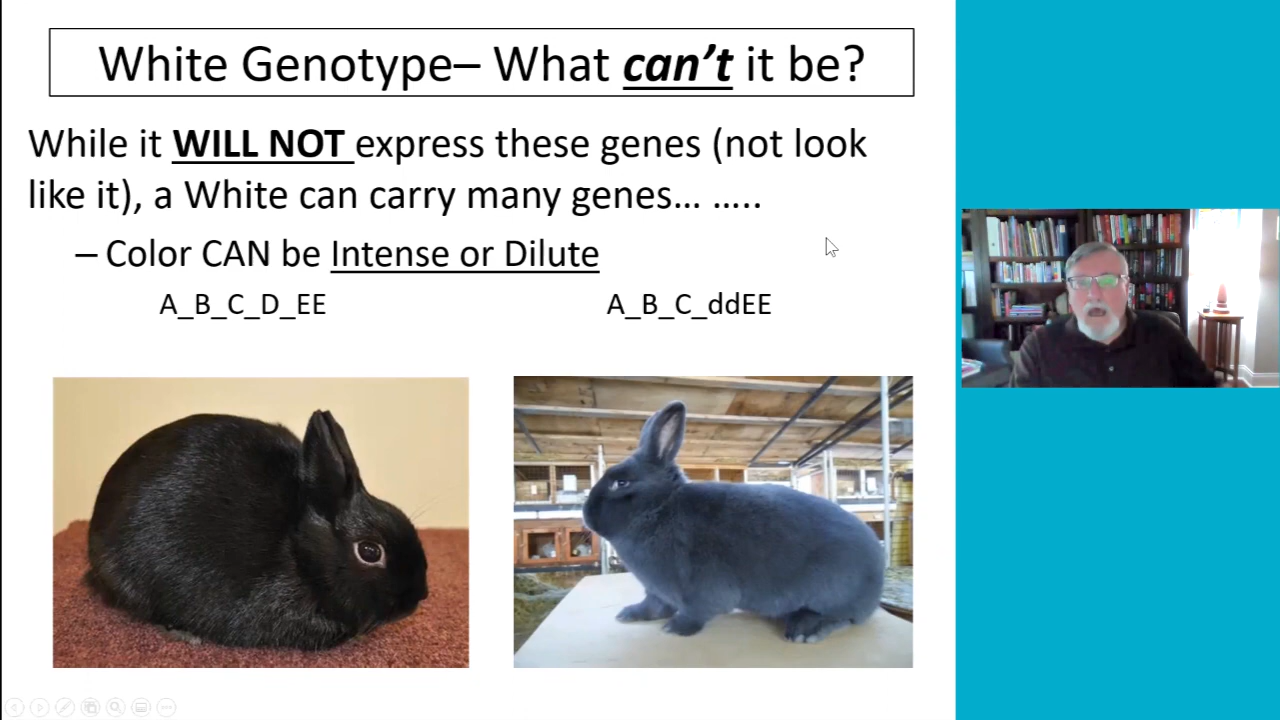 White Genotype– What can’t it be?
While it WILL NOT express these genes (not look
like it), a White can carry many genes… …..
– Color CAN be Intense or Dilute
A_B_C_D_EE A_B_C_ddEE